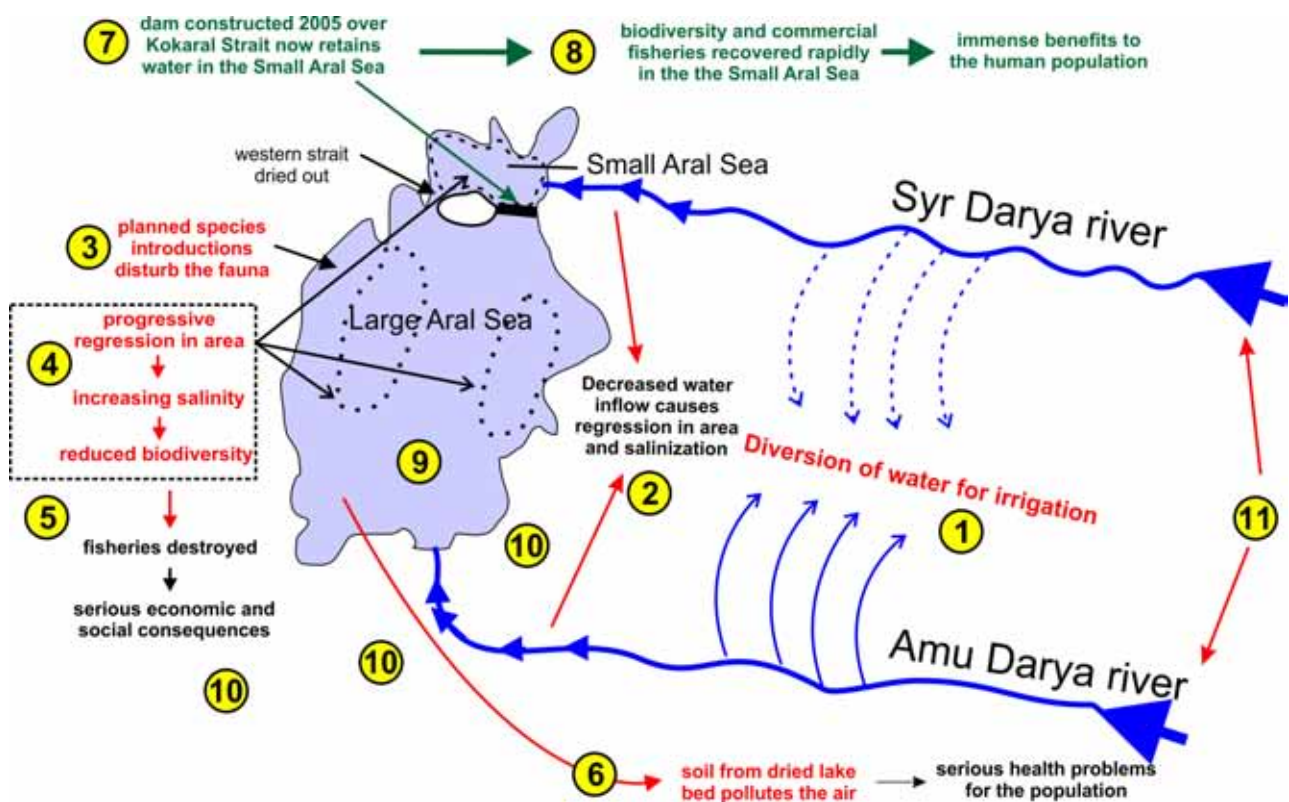 7
dam constructed 2005 over
Kokaral Strait now retains
water in the Small Aral Sea
8
biodiversity and commercial
fisheries recovered rapidly
in the the Small Aral Sea
immense benefits to
the human population
western strait
dried out
Small Aral Sea
Syr Darya river
3
planned species
introductions
disturb the fauna
4
progressive
regression in area
increasing salinity
reduced biodiversity
Large Aral Sea
9
Decreased water
inflow causes
regression in area
and salinization
2
Diversion of water for irrigation
1
11
5
fisheries destroyed
serious economic and
social consequences
10
10
10
Amu Darya river
6
soil from dried lake
bed pollutes the air
serious health problems
for the population